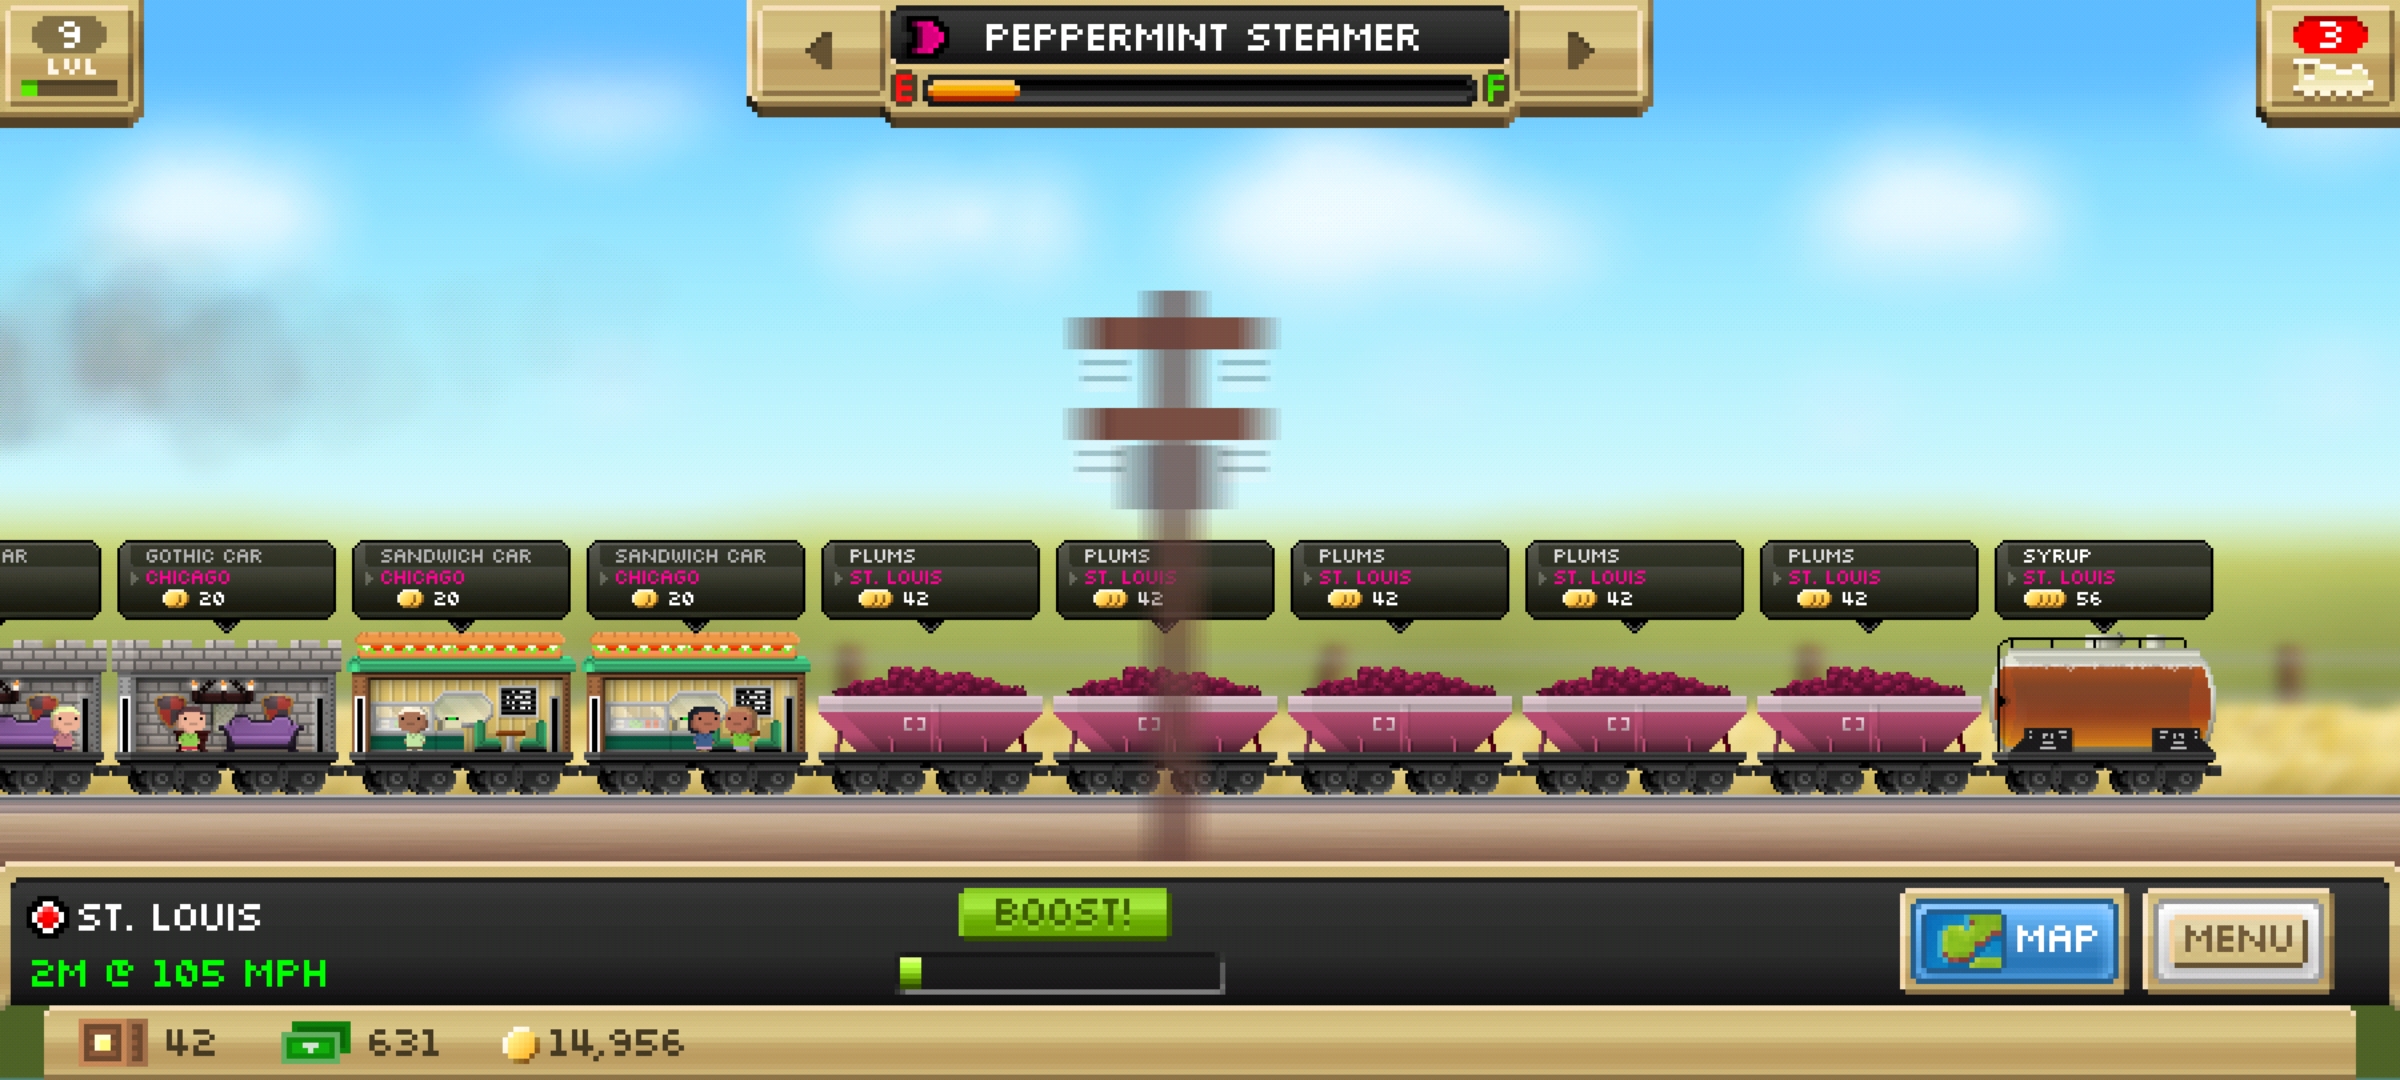 9
LVL
PEPPERMINT STEAMER
E F
3
AR
GOTHIC CAR
CHICAGO
20
SANDWICH CAR
CHICAGO
20
SANDWICH CAR
CHICAGO
20
PLUMS
ST. LOUIS
42
PLUMS
ST. LOUIS
42
PLUMS
ST. LOUIS
42
PLUMS
ST. LOUIS
42
PLUMS
ST. LOUIS
42
SYRUP
ST. LOUIS
56
ST. LOUIS
2M @ 105 MPH
BOOST!
MAP
MENU
42
631
14,956